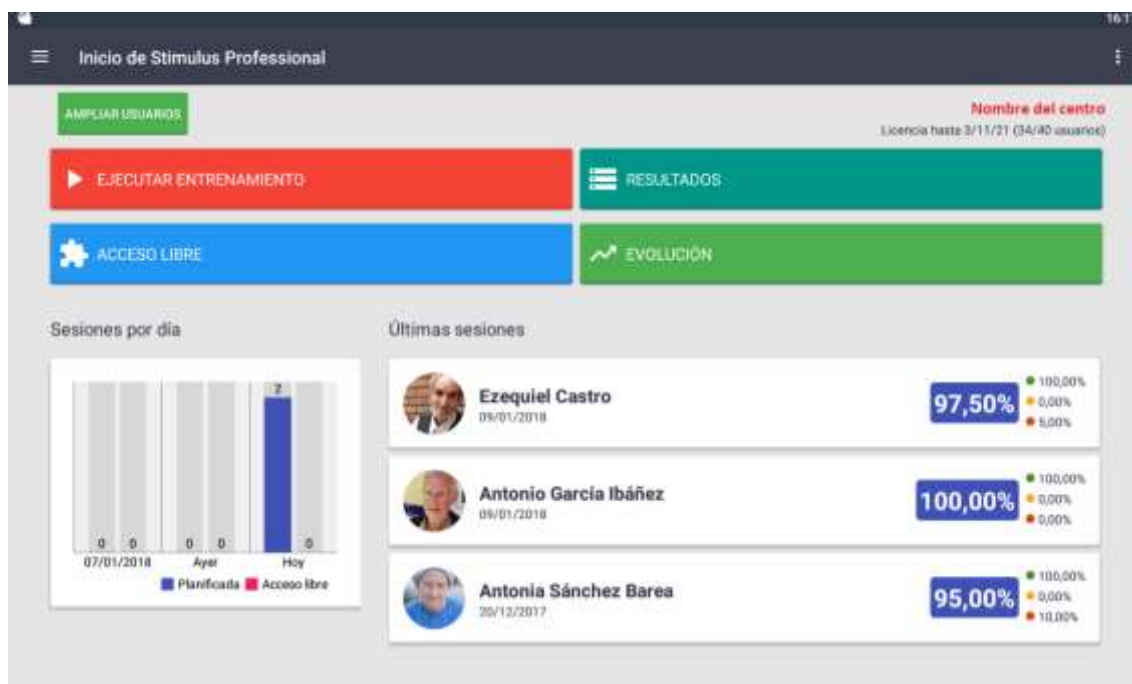 16:1
Inicio de Stimulus Professional
AMPLIAR USUARIOS
Nombre del centro
Licencia hasta 3/11/21 (34/40 usuarios)
EJECUTAR ENTRENAMIENTO
RESULTADOS
ACCESO LIBRE
EVOLUCIÓN
Sesiones por día
Últimas sesiones
2
0 0 0 0 0
07/01/2018 Ayer Hoy
Planificada Acceso libre
Ezequiel Castro
09/01/2018
97,50%
100,00%
0,00%
5,00%
Antonio García Ibáñez
09/01/2018
100,00%
100,00%
0,00%
0,00%
Antonia Sánchez Barea
20/12/2017
95,00%
100,00%
0,00%
10,00%